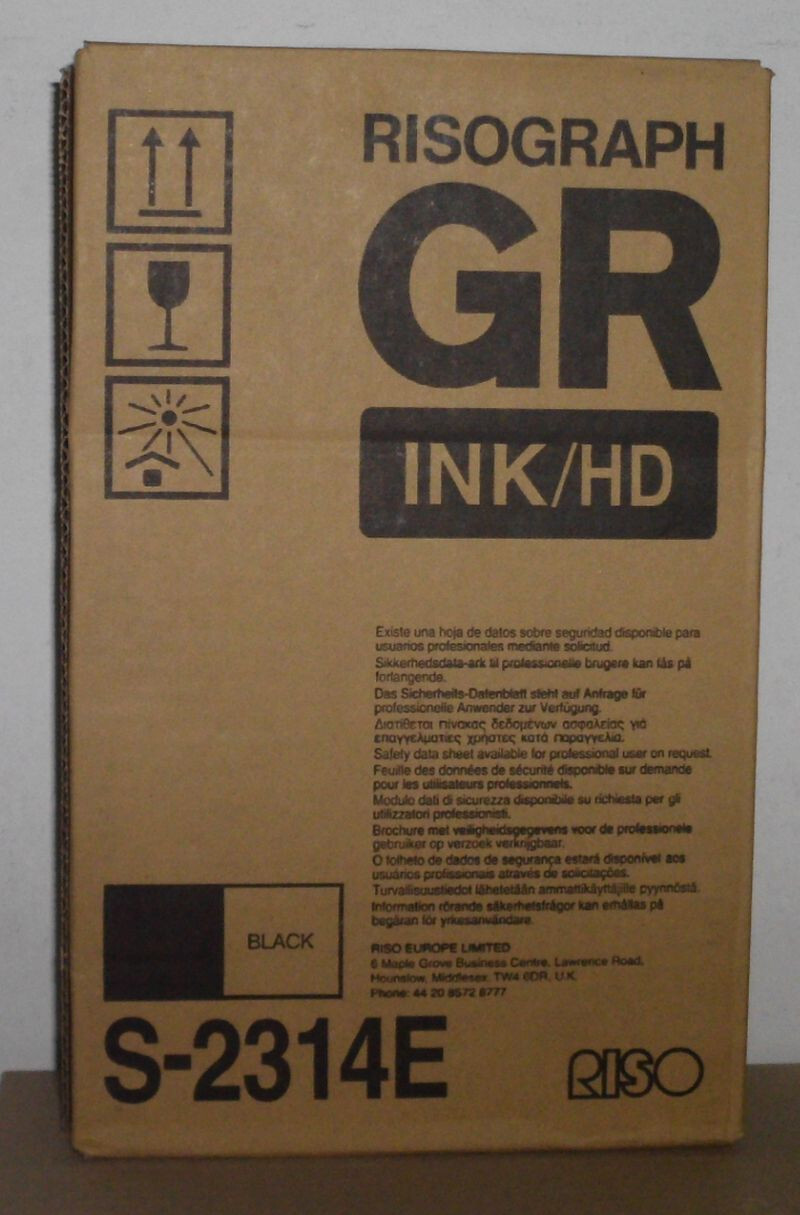 RISOGRAPH
GR
INK/HD
Existe una hoja de datos sobre seguridad disponible para
usuarios profesionales mediante solicitud.
Sikkerhedsdata-ark til professionelle brugere kan fås på
forlangende.
Das Sicherheits-Datenblatt steht auf Anfrage für
professionelle Anwender zur Verfügung.
Διατίθεται πίνακας δεδομένων ασφαλείας γιά
επαγγελματίες χρήστες κατά παραγγελία.
Safety data sheet available for professional user on request.
Feuille des données de sécurité disponible sur demande
pour les utilisateurs professionnels.
Modulo dati di sicurezza disponibile su richiesta per gli
utilizzatori professionisti.
Brochure met veiligheidsgegevens voor de professionele
gebruiker op verzoek verkrijgbaar.
O folheto de dados de segurança estará disponível aos
usuários profissionais através de solicitações.
Turvallisuustiedot lähetetään ammattikäyttäjille pyynnöstä.
Information rörande säkerhetsfrågor kan erhållas på
begäran för yrkesanvändare.
RISO EUROPE LIMITED
6 Maple Grove Business Centre, Lawrence Road,
Hounslow, Middlesex, TW4 6DR, U.K.
Phone: 44 20 8572 8777
BLACK
S-2314E
RISO